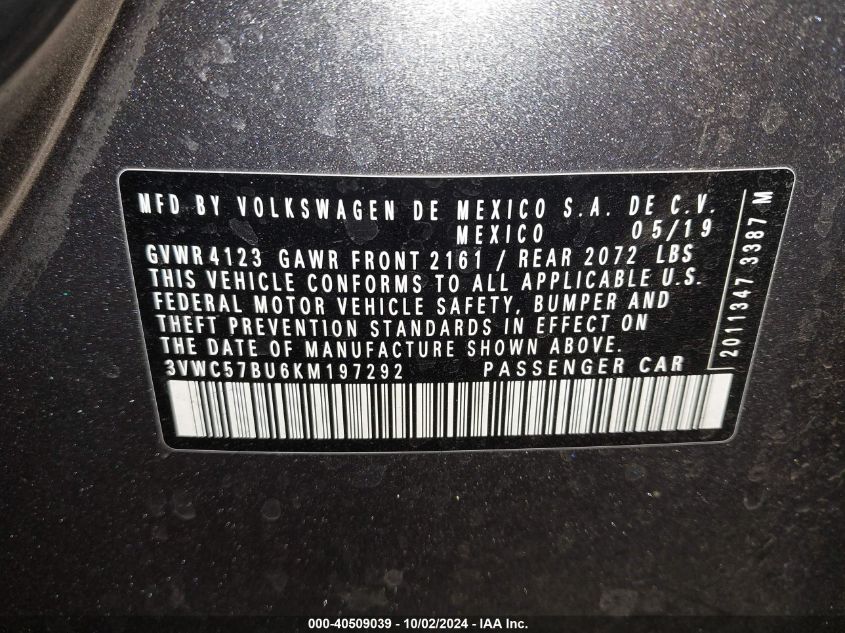 MFD BY VOLKSWAGEN DE MEXICO S.A. DE C.V.
MEXICO 05/19
GVWR 4123 GAWR FRONT 2161 / REAR 2072 LBS
THIS VEHICLE CONFORMS TO ALL APPLICABLE U.S.
FEDERAL MOTOR VEHICLE SAFETY, BUMPER AND
THEFT PREVENTION STANDARDS IN EFFECT ON
THE DATE OF MANUFACTURE SHOWN ABOVE.
3VWC57BU6KM197292 PASSENGER CAR
2011347 3387 M
000-40509039 - 10/02/2024 - IAA Inc.